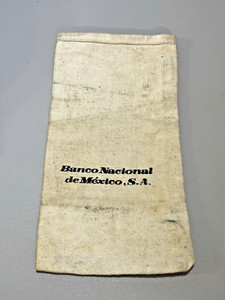 Banco Nacional
de México, S.A.